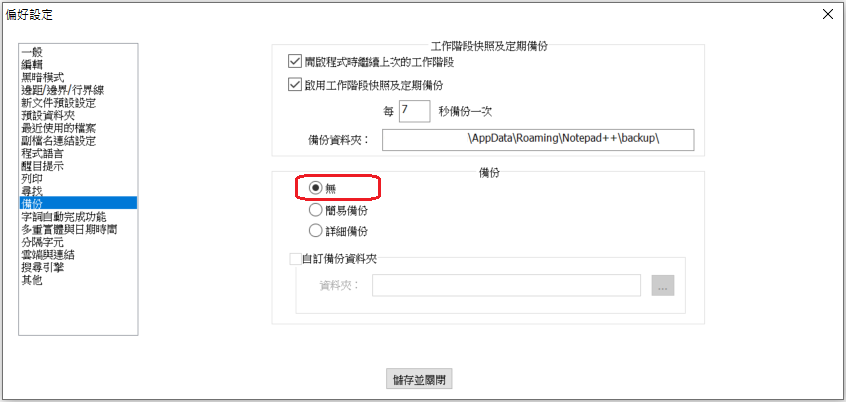 偏好設定
一般
編輯
黑暗模式
邊距/邊界/行界線
新文件預設設定
預設資料夾
最近使用的檔案
副檔名連結設定
程式語言
醒目提示
列印
尋找
備份
字詞自動完成功能
多重實體與日期時間
分隔字元
雲端與連結
搜尋引擎
其他
工作階段快照及定期備份
開啟程式時繼續上次的工作階段
啟用工作階段快照及定期備份
每 7 秒備份一次
備份資料夾： \AppData\Roaming\Notepad++\backup\
備份
無
簡易備份
詳細備份
自訂備份資料夾
資料夾： ...
儲存並關閉